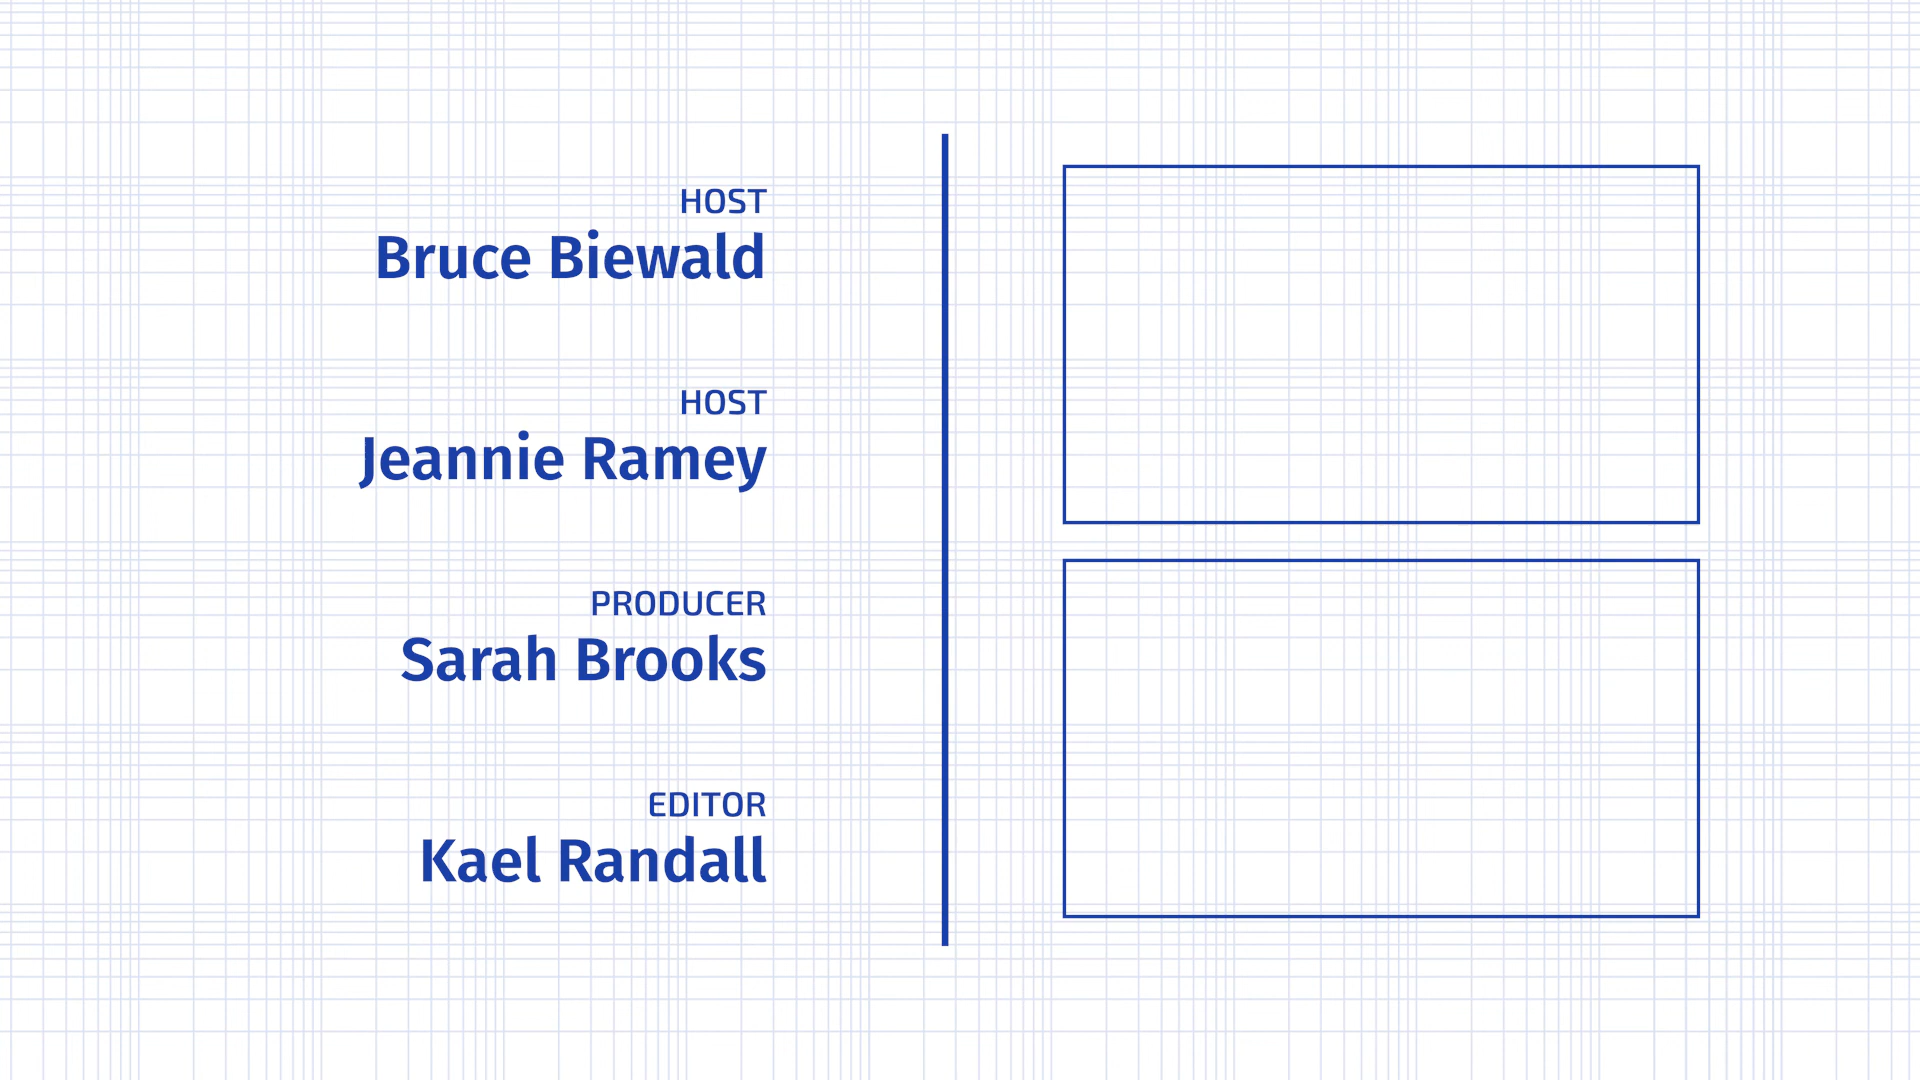 HOST
Bruce Biewald
HOST
Jeannie Ramey
PRODUCER
Sarah Brooks
EDITOR
Kael Randall